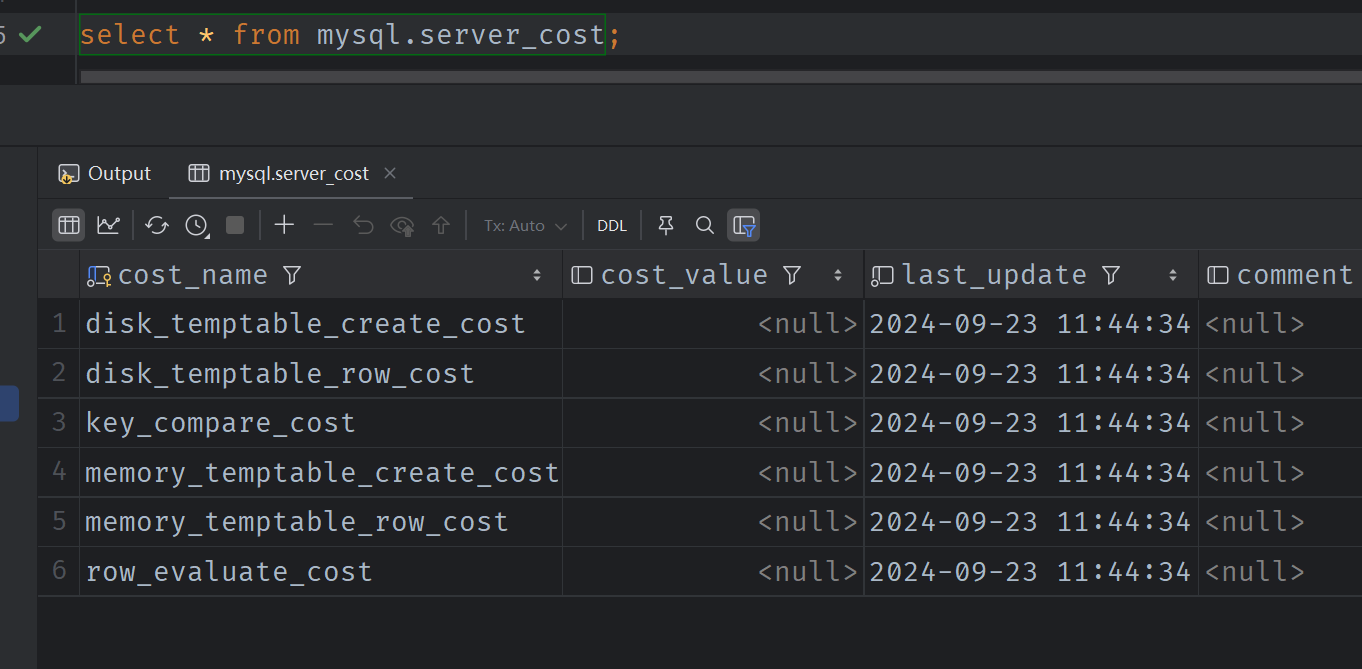 5 select * from mysql.server_cost;
Output mysql.server_cost
Tx: Auto DDL
cost_name cost_value last_update comment
1 disk_temptable_create_cost <null> 2024-09-23 11:44:34 <null>
2 disk_temptable_row_cost <null> 2024-09-23 11:44:34 <null>
3 key_compare_cost <null> 2024-09-23 11:44:34 <null>
4 memory_temptable_create_cost <null> 2024-09-23 11:44:34 <null>
5 memory_temptable_row_cost <null> 2024-09-23 11:44:34 <null>
6 row_evaluate_cost <null> 2024-09-23 11:44:34 <null>